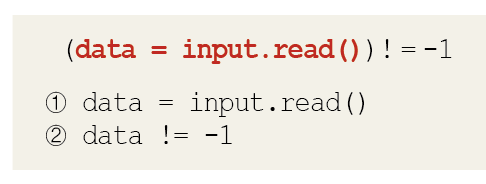 (data = input.read())!=-1
① data = input.read()
② data != -1